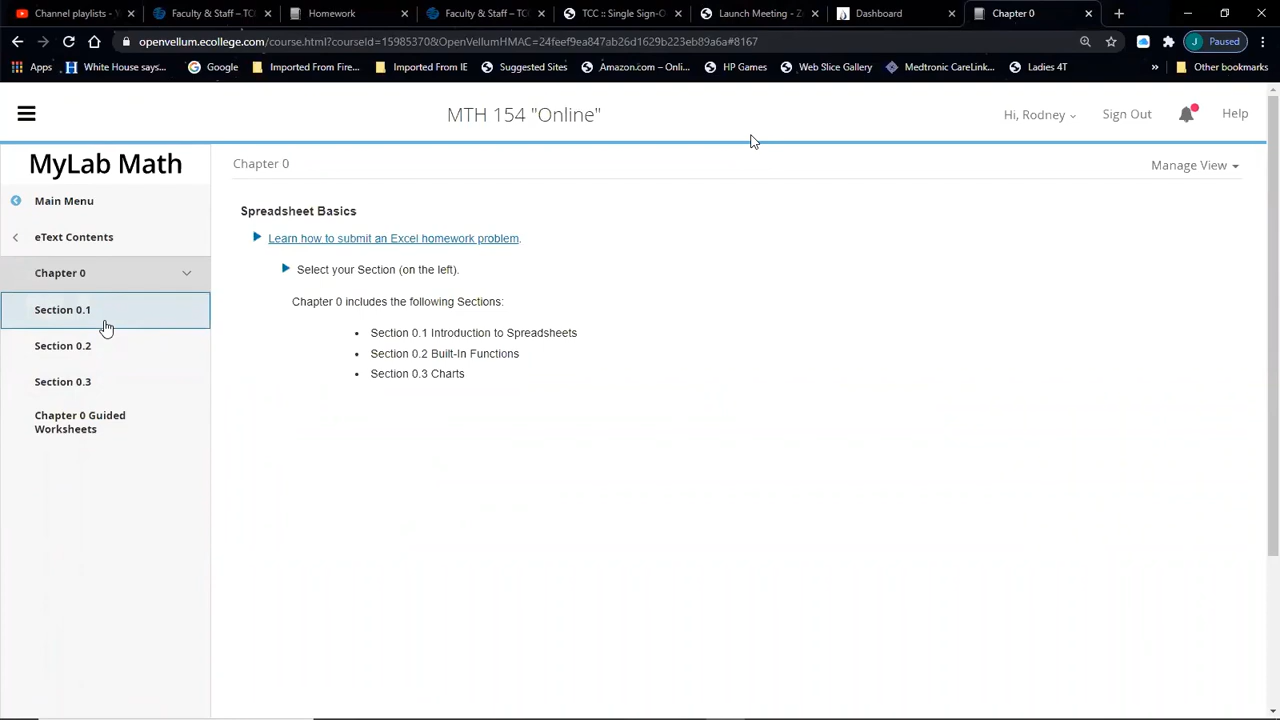 Channel playlists - Y
Faculty & Staff – TC
Homework
Faculty & Staff – TC
TCC :: Single Sign-O
Launch Meeting - Z
Dashboard
Chapter 0
openvellum.ecollege.com/course.html?courseId=15985370&OpenVellumHMAC=24feef9ea847ab26d1629b223eb89a6a#8167
J Paused
Apps
White House says...
Google
Imported From Fire...
Imported From IE
Suggested Sites
Amazon.com – Onli...
HP Games
Web Slice Gallery
Medtronic CareLink...
Ladies 4T
»
Other bookmarks
MTH 154 "Online"
Hi, Rodney
Sign Out
Help
MyLab Math
Main Menu
eText Contents
Chapter 0
Section 0.1
Section 0.2
Section 0.3
Chapter 0 Guided
Worksheets
Chapter 0
Manage View
Spreadsheet Basics
Learn how to submit an Excel homework problem.
Select your Section (on the left).
Chapter 0 includes the following Sections:
• Section 0.1 Introduction to Spreadsheets
• Section 0.2 Built-In Functions
• Section 0.3 Charts